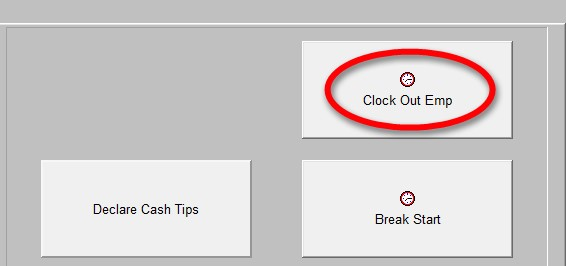 Clock Out Emp
Declare Cash Tips
Break Start